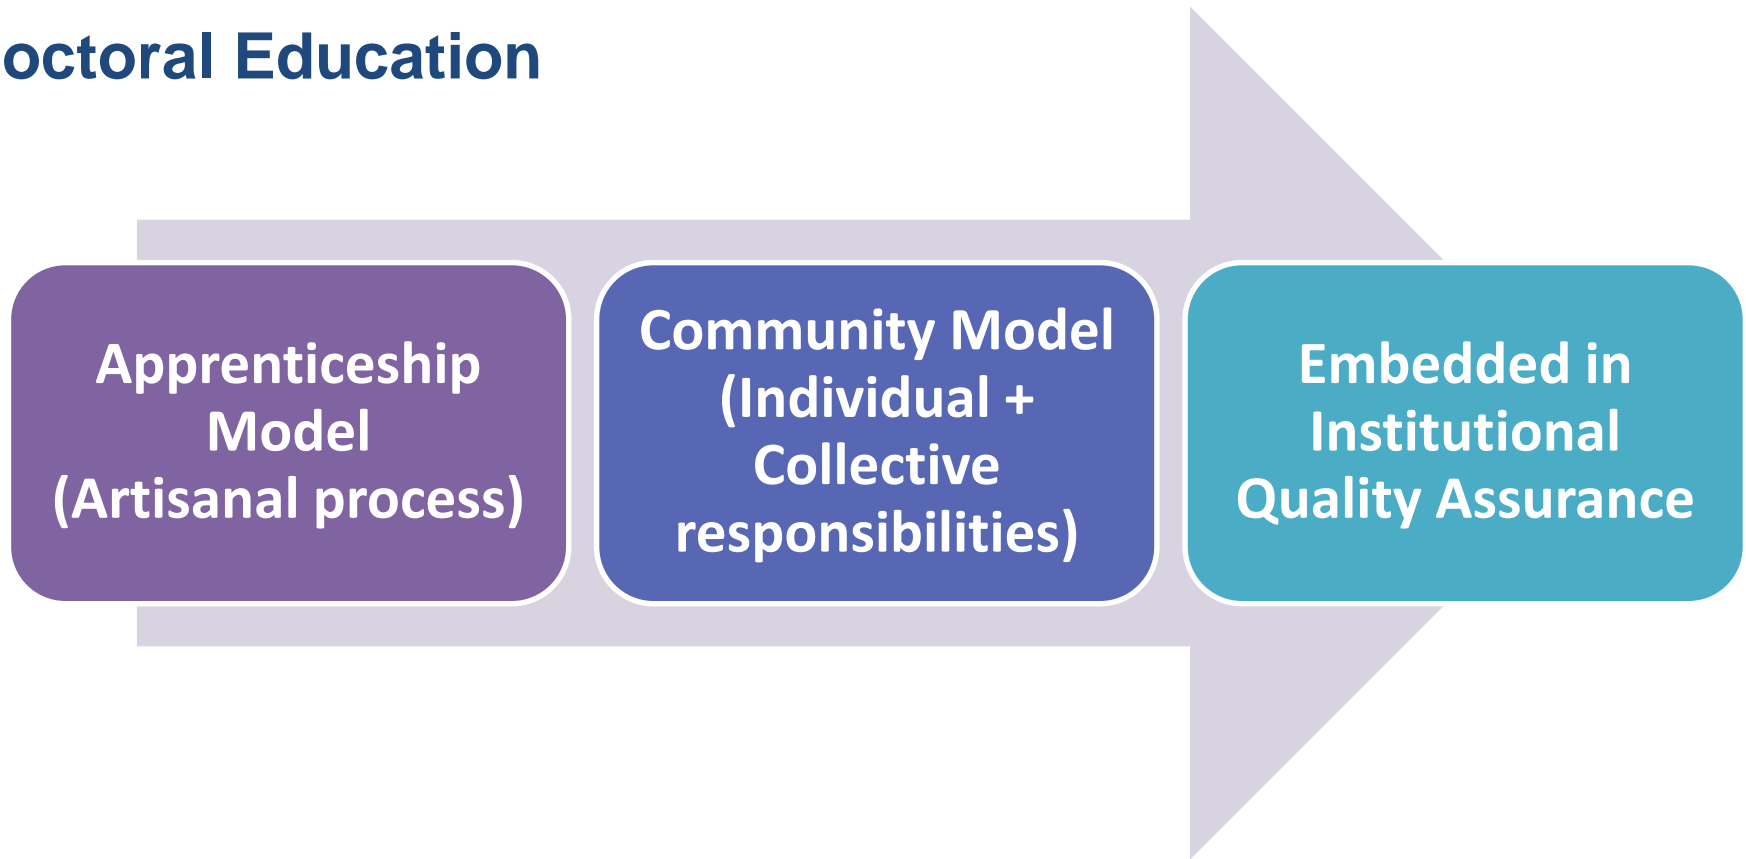 octoral Education
Apprenticeship
Model
(Artisanal process)
Community Model
(Individual +
Collective
responsibilities)
Embedded in
Institutional
Quality Assurance